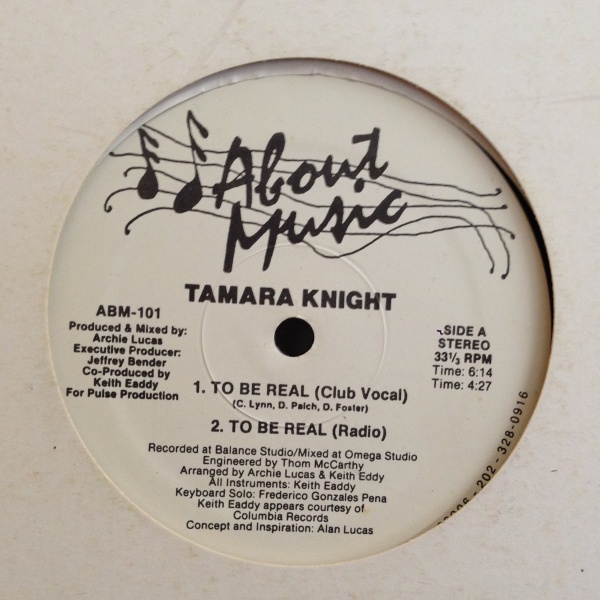 About
Music
TAMARA KNIGHT
ABM-101
Produced & Mixed by:
Archie Lucas
Executive Producer:
Jeffrey Bender
Co-Produced by
Keith Eaddy
For Pulse Production
SIDE A
STEREO
33⅓ RPM
Time: 6:14
Time: 4:27
1. TO BE REAL (Club Vocal)
(C. Lynn, D. Paich, D. Foster)
2. TO BE REAL (Radio)
Recorded at Balance Studio/Mixed at Omega Studio
Engineered by Thom McCarthy
Arranged by Archie Lucas & Keith Eddy
All Instruments: Keith Eaddy
Keyboard Solo: Frederico Gonzales Pena
Keith Eaddy appears courtesy of
Columbia Records
Concept and Inspiration: Alan Lucas
202-328-0916